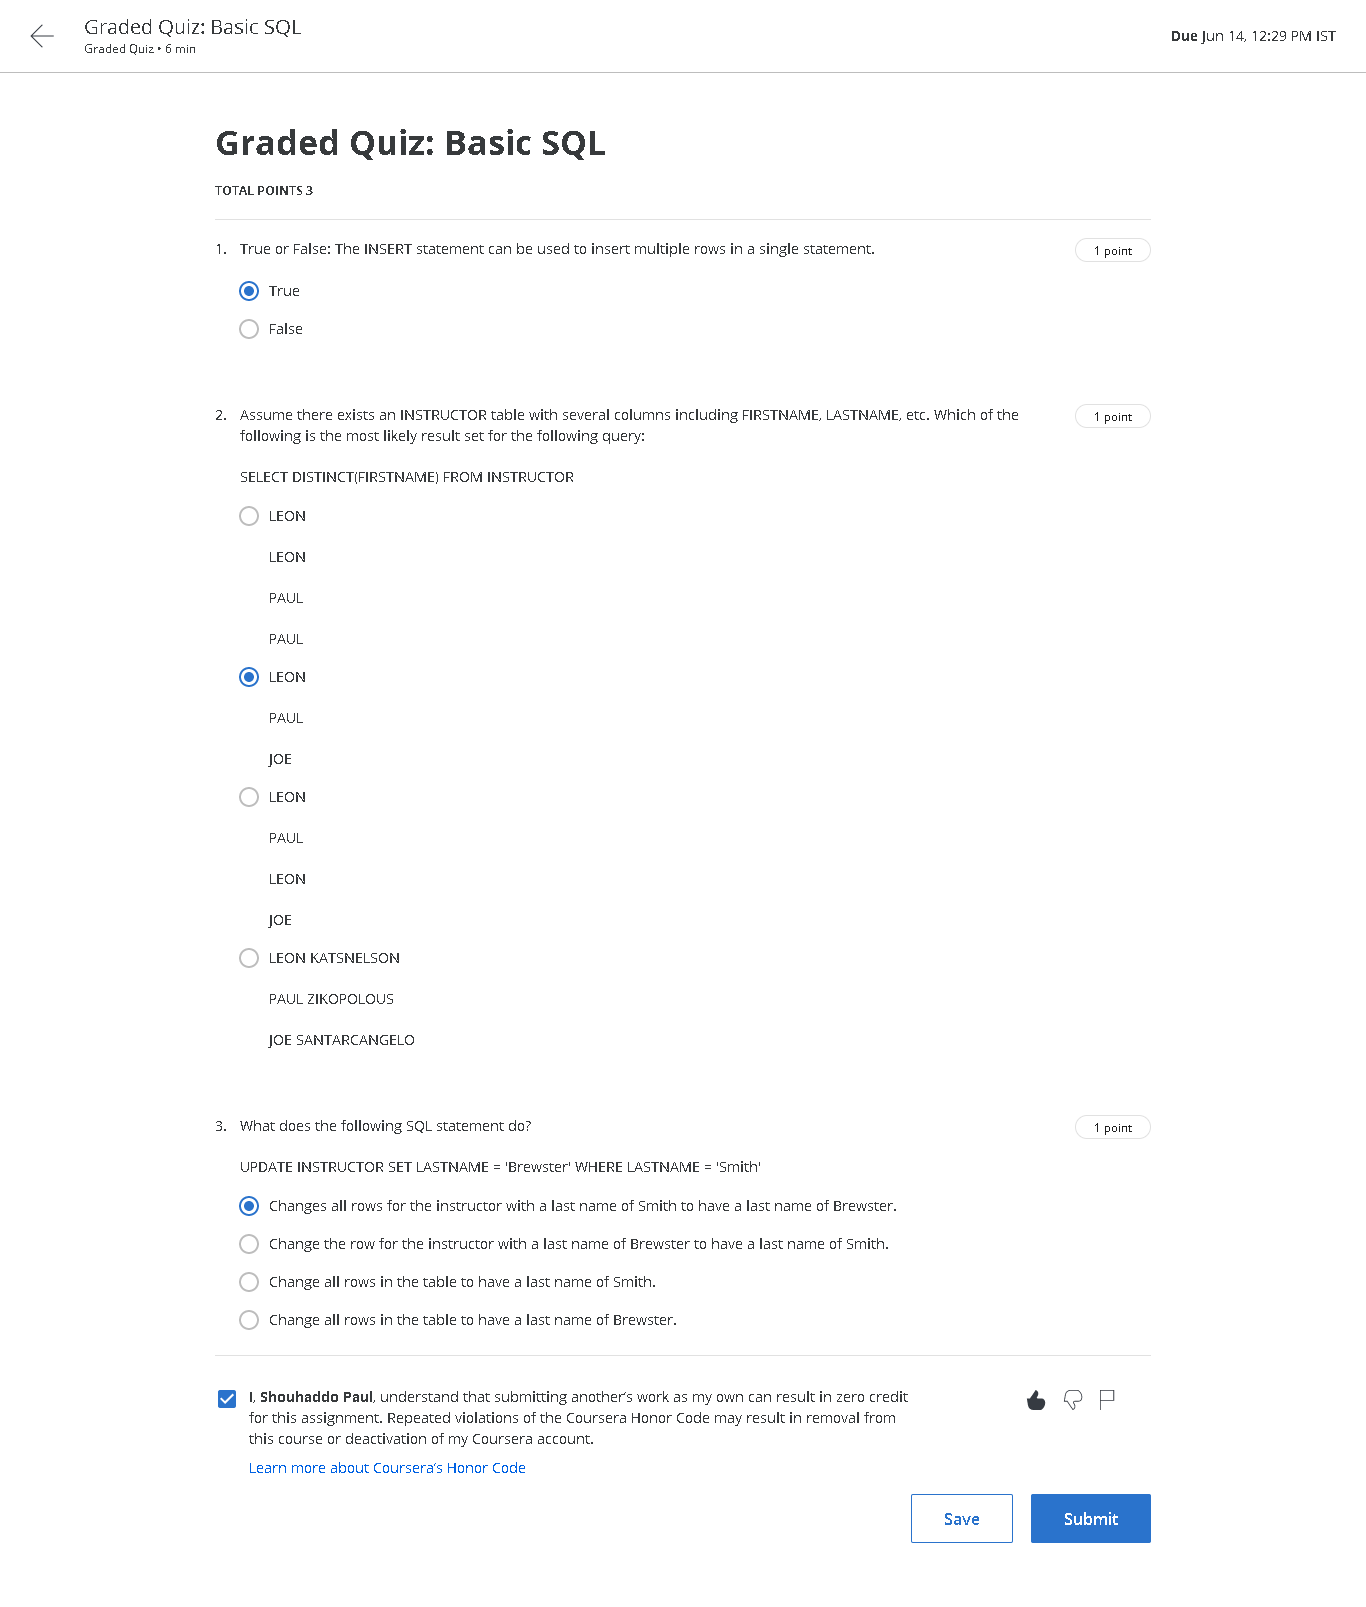 Graded Quiz: Basic SQL
Graded Quiz • 6 min
Due Jun 14, 12:29 PM IST
Graded Quiz: Basic SQL
TOTAL POINTS 3
1. True or False: The INSERT statement can be used to insert multiple rows in a single statement.
1 point
True
False
2. Assume there exists an INSTRUCTOR table with several columns including FIRSTNAME, LASTNAME, etc. Which of the
1 point
following is the most likely result set for the following query:
SELECT DISTINCT(FIRSTNAME) FROM INSTRUCTOR
LEON
LEON
PAUL
PAUL
LEON
PAUL
JOE
LEON
PAUL
LEON
JOE
LEON KATSNELSON
PAUL ZIKOPOLOUS
JOE SANTARCANGELO
3. What does the following SQL statement do?
1 point
UPDATE INSTRUCTOR SET LASTNAME = 'Brewster' WHERE LASTNAME = 'Smith'
Changes all rows for the instructor with a last name of Smith to have a last name of Brewster.
Change the row for the instructor with a last name of Brewster to have a last name of Smith.
Change all rows in the table to have a last name of Smith.
Change all rows in the table to have a last name of Brewster.
I, Shouhaddo Paul, understand that submitting another's work as my own can result in zero credit
for this assignment. Repeated violations of the Coursera Honor Code may result in removal from
this course or deactivation of my Coursera account.
Learn more about Coursera's Honor Code
Save
Submit